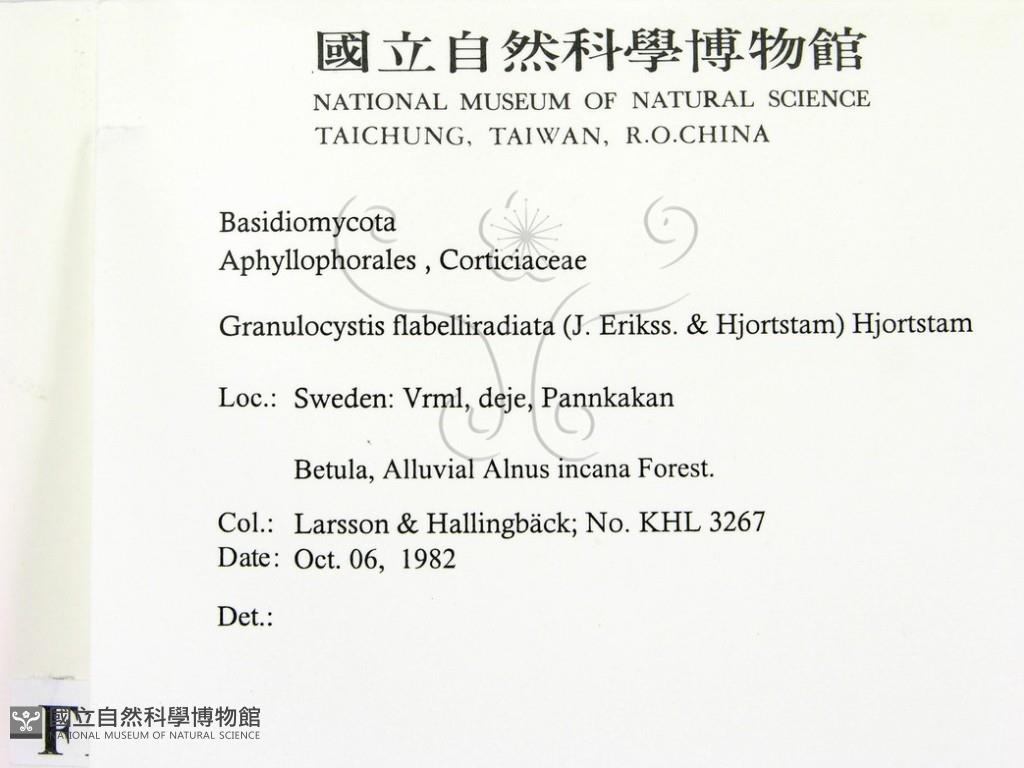 國立自然科學博物館
NATIONAL MUSEUM OF NATURAL SCIENCE
TAICHUNG, TAIWAN, R.O.CHINA
Basidiomycota
Aphyllophorales , Corticiaceae
Granulocystis flabelliradiata (J. Erikss. & Hjortstam) Hjortstam
Loc.: Sweden: Vrml, deje, Pannkakan
Betula, Alluvial Alnus incana Forest.
Col.: Larsson & Hallingbäck; No. KHL 3267
Date: Oct. 06, 1982
Det.:
F
國立自然科學博物館
NATIONAL MUSEUM OF NATURAL SCIENCE